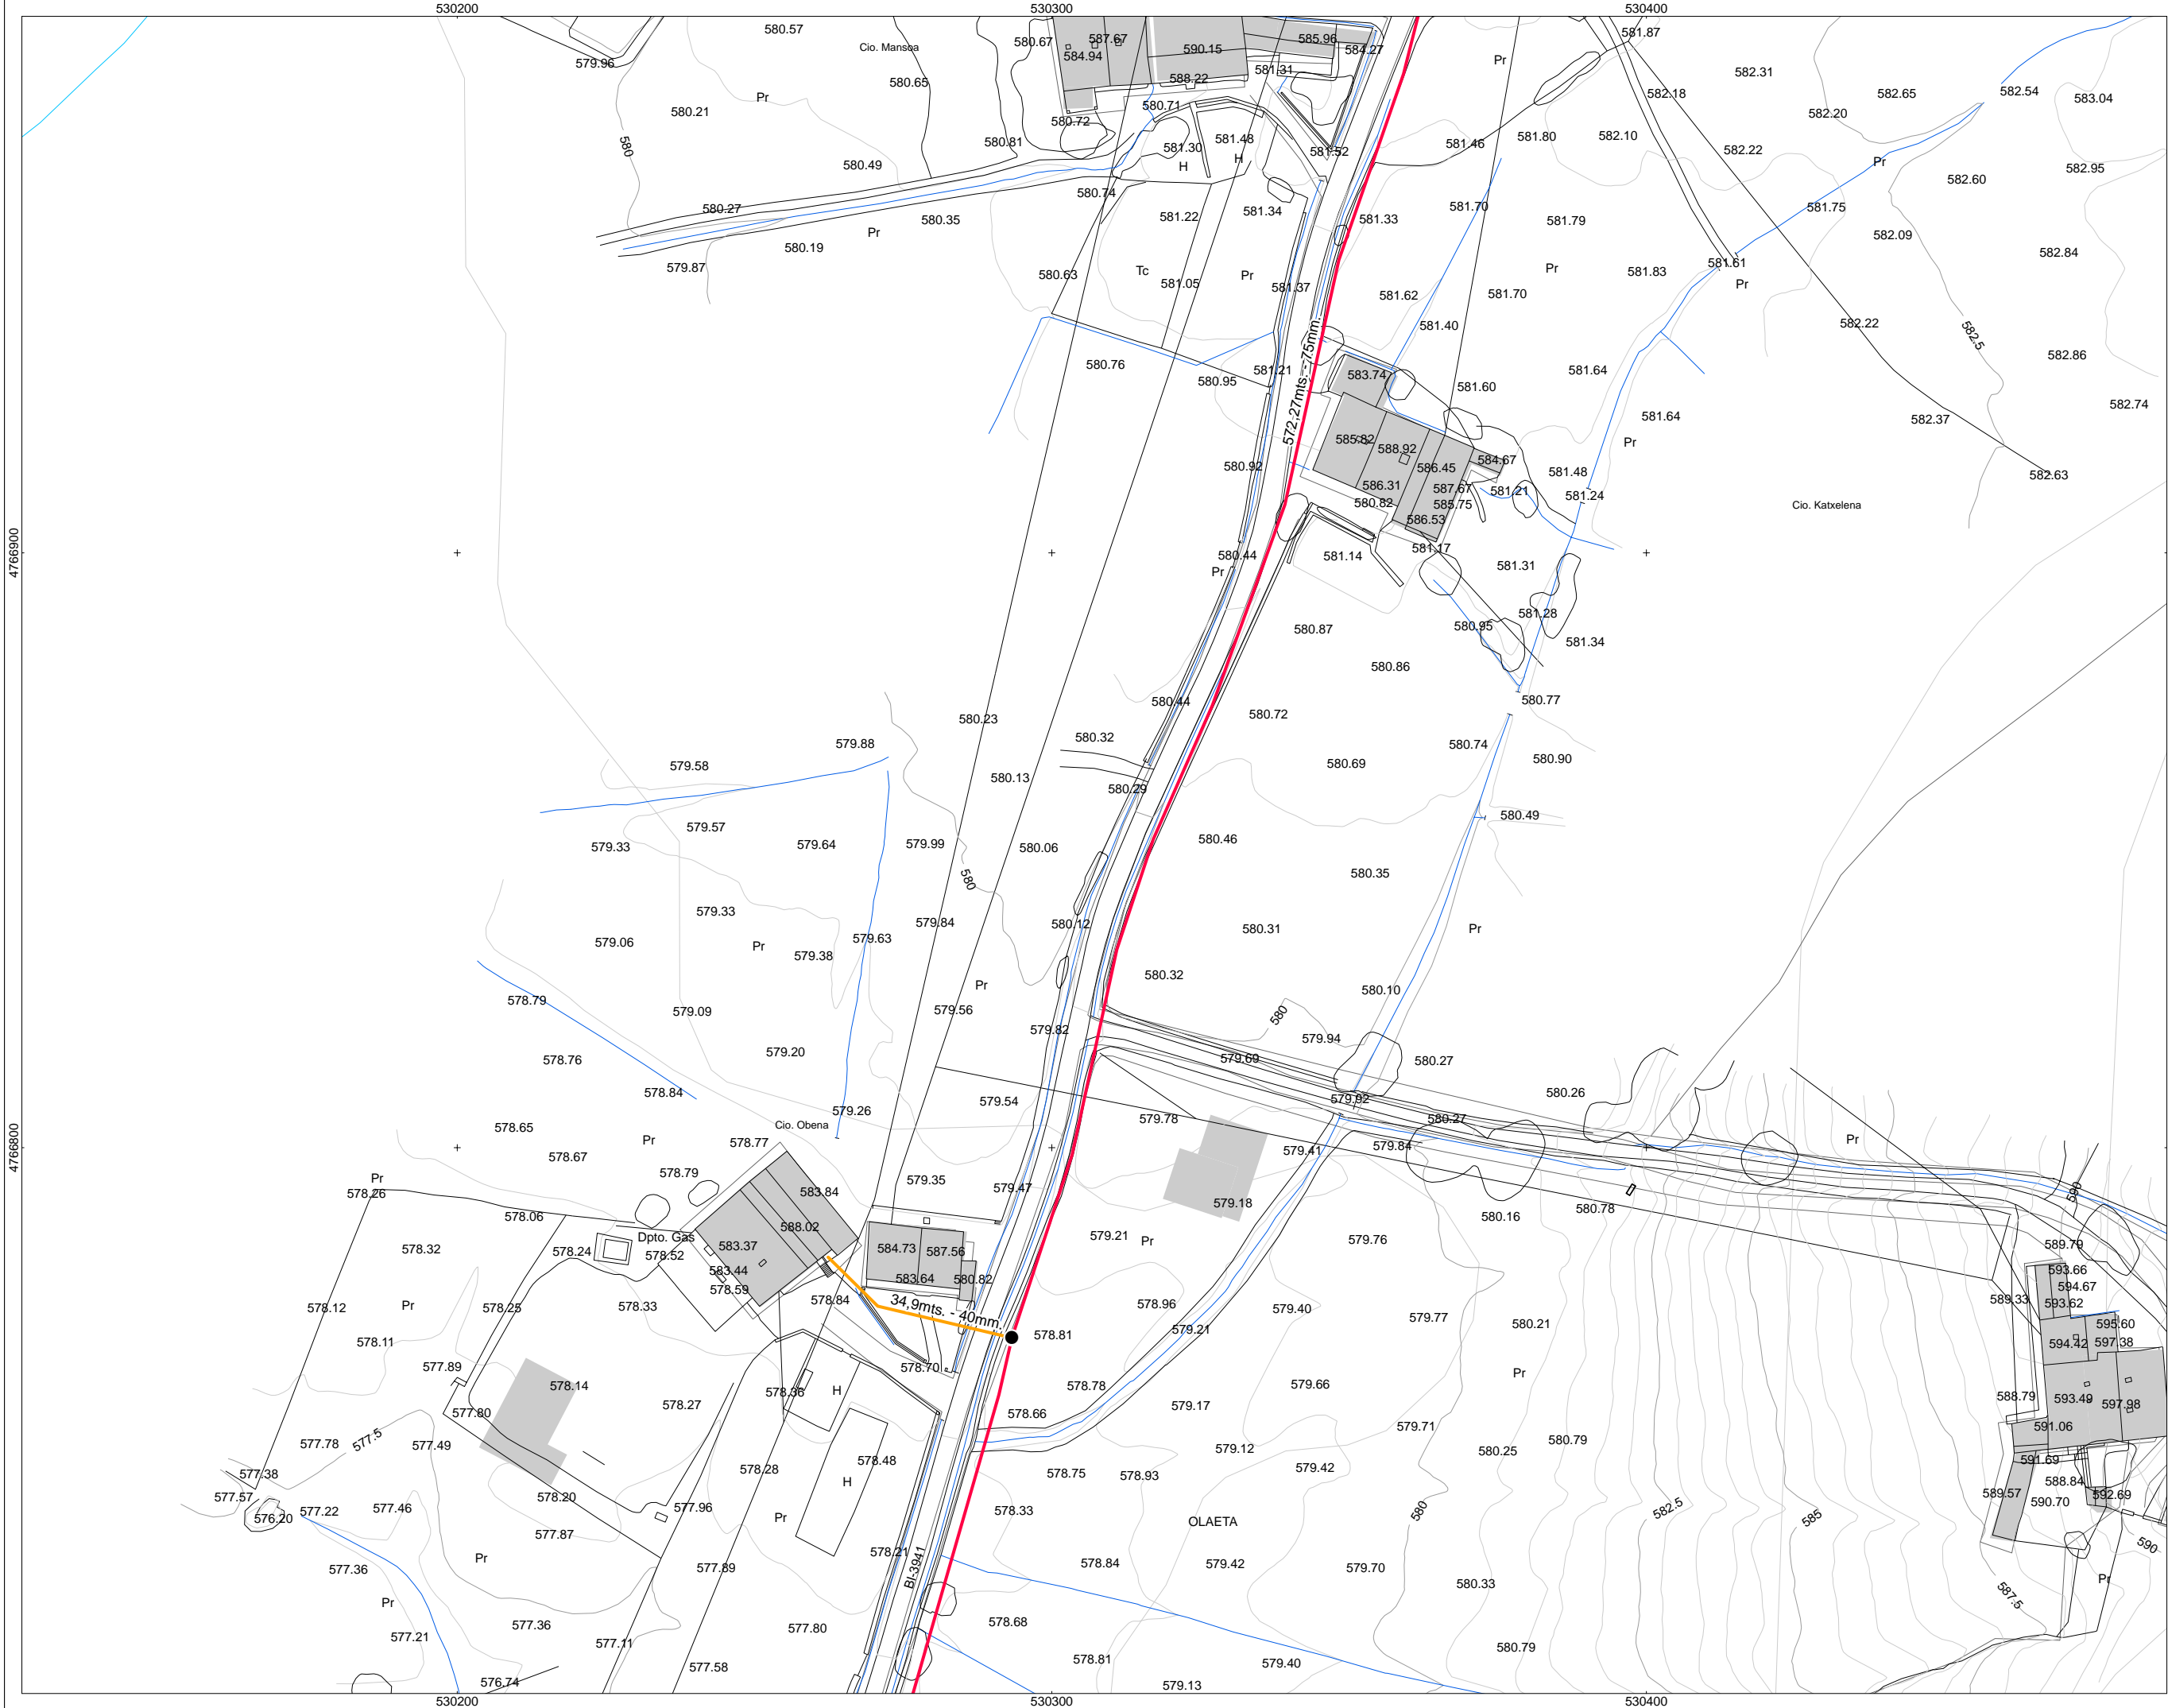 530200 530300 530400
580.57 580.67 587.67 585.96 581.87
Cio. Mansoa 584.94 590.15 584.27
579.96 580.65 588.22 581.31 Pr 582.31
580.21 Pr 580.71 582.18 582.65 582.54 583.04
580.72 582.20
580 580.81 581.30 581.48 581.52 581.46 581.80 582.10 582.22
580.49 H H Pr 582.95
580.74 582.60
580.27 580.35 581.22 581.34 581.33 581.70 581.79 581.75
580.19 Pr 582.09 582.84
579.87 580.63 Tc 581.05 Pr 581.37 581.62 581.70 Pr 581.83 581.61 Pr
572,27mts. - 75mm.
581.40 582.22 582.5
580.76 580.95 581.21 583.74 581.60 581.64 582.86
581.64 582.37 582.74
585.82 588.92 Pr
580.92 586.45 584.67 581.48 582.63
586.31 587.67 581.21 581.24
580.82 585.75 Cio. Katxelena
586.53
4766900
580.44 581.14 581.17 581.31
Pr
580.87 580.95 581.28 581.34
580.86
580.44 580.77
580.23 580.72
579.88 580.32 580.74
579.58 580.13 580.69 580.90
580.29
579.57 580.49
579.33 579.64 579.99 580.06 580.46
580 580.35
579.33 579.84 580.12 580.31 Pr
579.06 Pr 579.38 579.63
580.32
578.79 Pr 580.10
579.09 579.56 579.82 580
579.20 579.94
578.76 579.69 580.27
578.84 579.54 579.92 580.26
579.26 579.78 580.27
578.65 Cio. Obena
4766800
Pr 578.77 579.41 579.84 Pr
578.67
578.79
Pr 579.35 579.47
578.26 583.84 579.18 590
578.06 588.02 579.21 580.16 580.78
578.32 578.24 Dpto. Gas 583.37 584.73 587.56 Pr 579.76
578.52 589.79
583.44 583.64 580.82 593.66
578.59 594.67
578.12 Pr 578.25 578.33 578.84 34,9mts. - 40mm. 578.96 579.40 579.77 589.33 593.62
578.11 578.81 579.21 580.21 595.60
577.89 578.70 594.42 597.38
578.14 578.36 H 578.78 579.66 Pr
577.80 578.27 578.66 579.17 579.71 588.79 593.49 597.98
577.78 577.5 577.49 579.12 580.25 580.79 591.06
577.38 578.28 578.48 578.75 578.93 579.42 591.69
577.57 H 588.84
577.22 577.46 578.20 577.96 578.33 582.5 585 589.57 590.70 592.69
576.20 Pr OLAETA 580
577.87 590
577.36 Pr 577.89 578.21 578.84 579.42 579.70
Pr BI-3941 580.33 587.5 Pr
577.21 577.36 577.80 578.68
577.11 580.79
576.74 577.58 578.81 579.40
579.13
530200 530300 530400